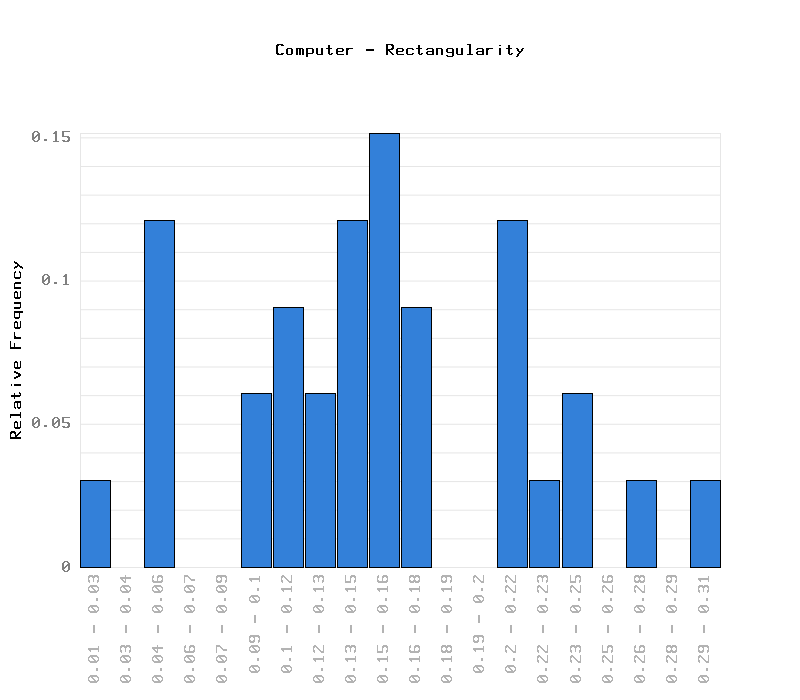 Computer - Rectangularity
0.15
0.1
0.05
0
Relative Frequency
0.01 - 0.03
0.03 - 0.04
0.04 - 0.06
0.06 - 0.07
0.07 - 0.09
0.09 - 0.1
0.1 - 0.12
0.12 - 0.13
0.13 - 0.15
0.15 - 0.16
0.16 - 0.18
0.18 - 0.19
0.19 - 0.2
0.2 - 0.22
0.22 - 0.23
0.23 - 0.25
0.25 - 0.26
0.26 - 0.28
0.28 - 0.29
0.29 - 0.31